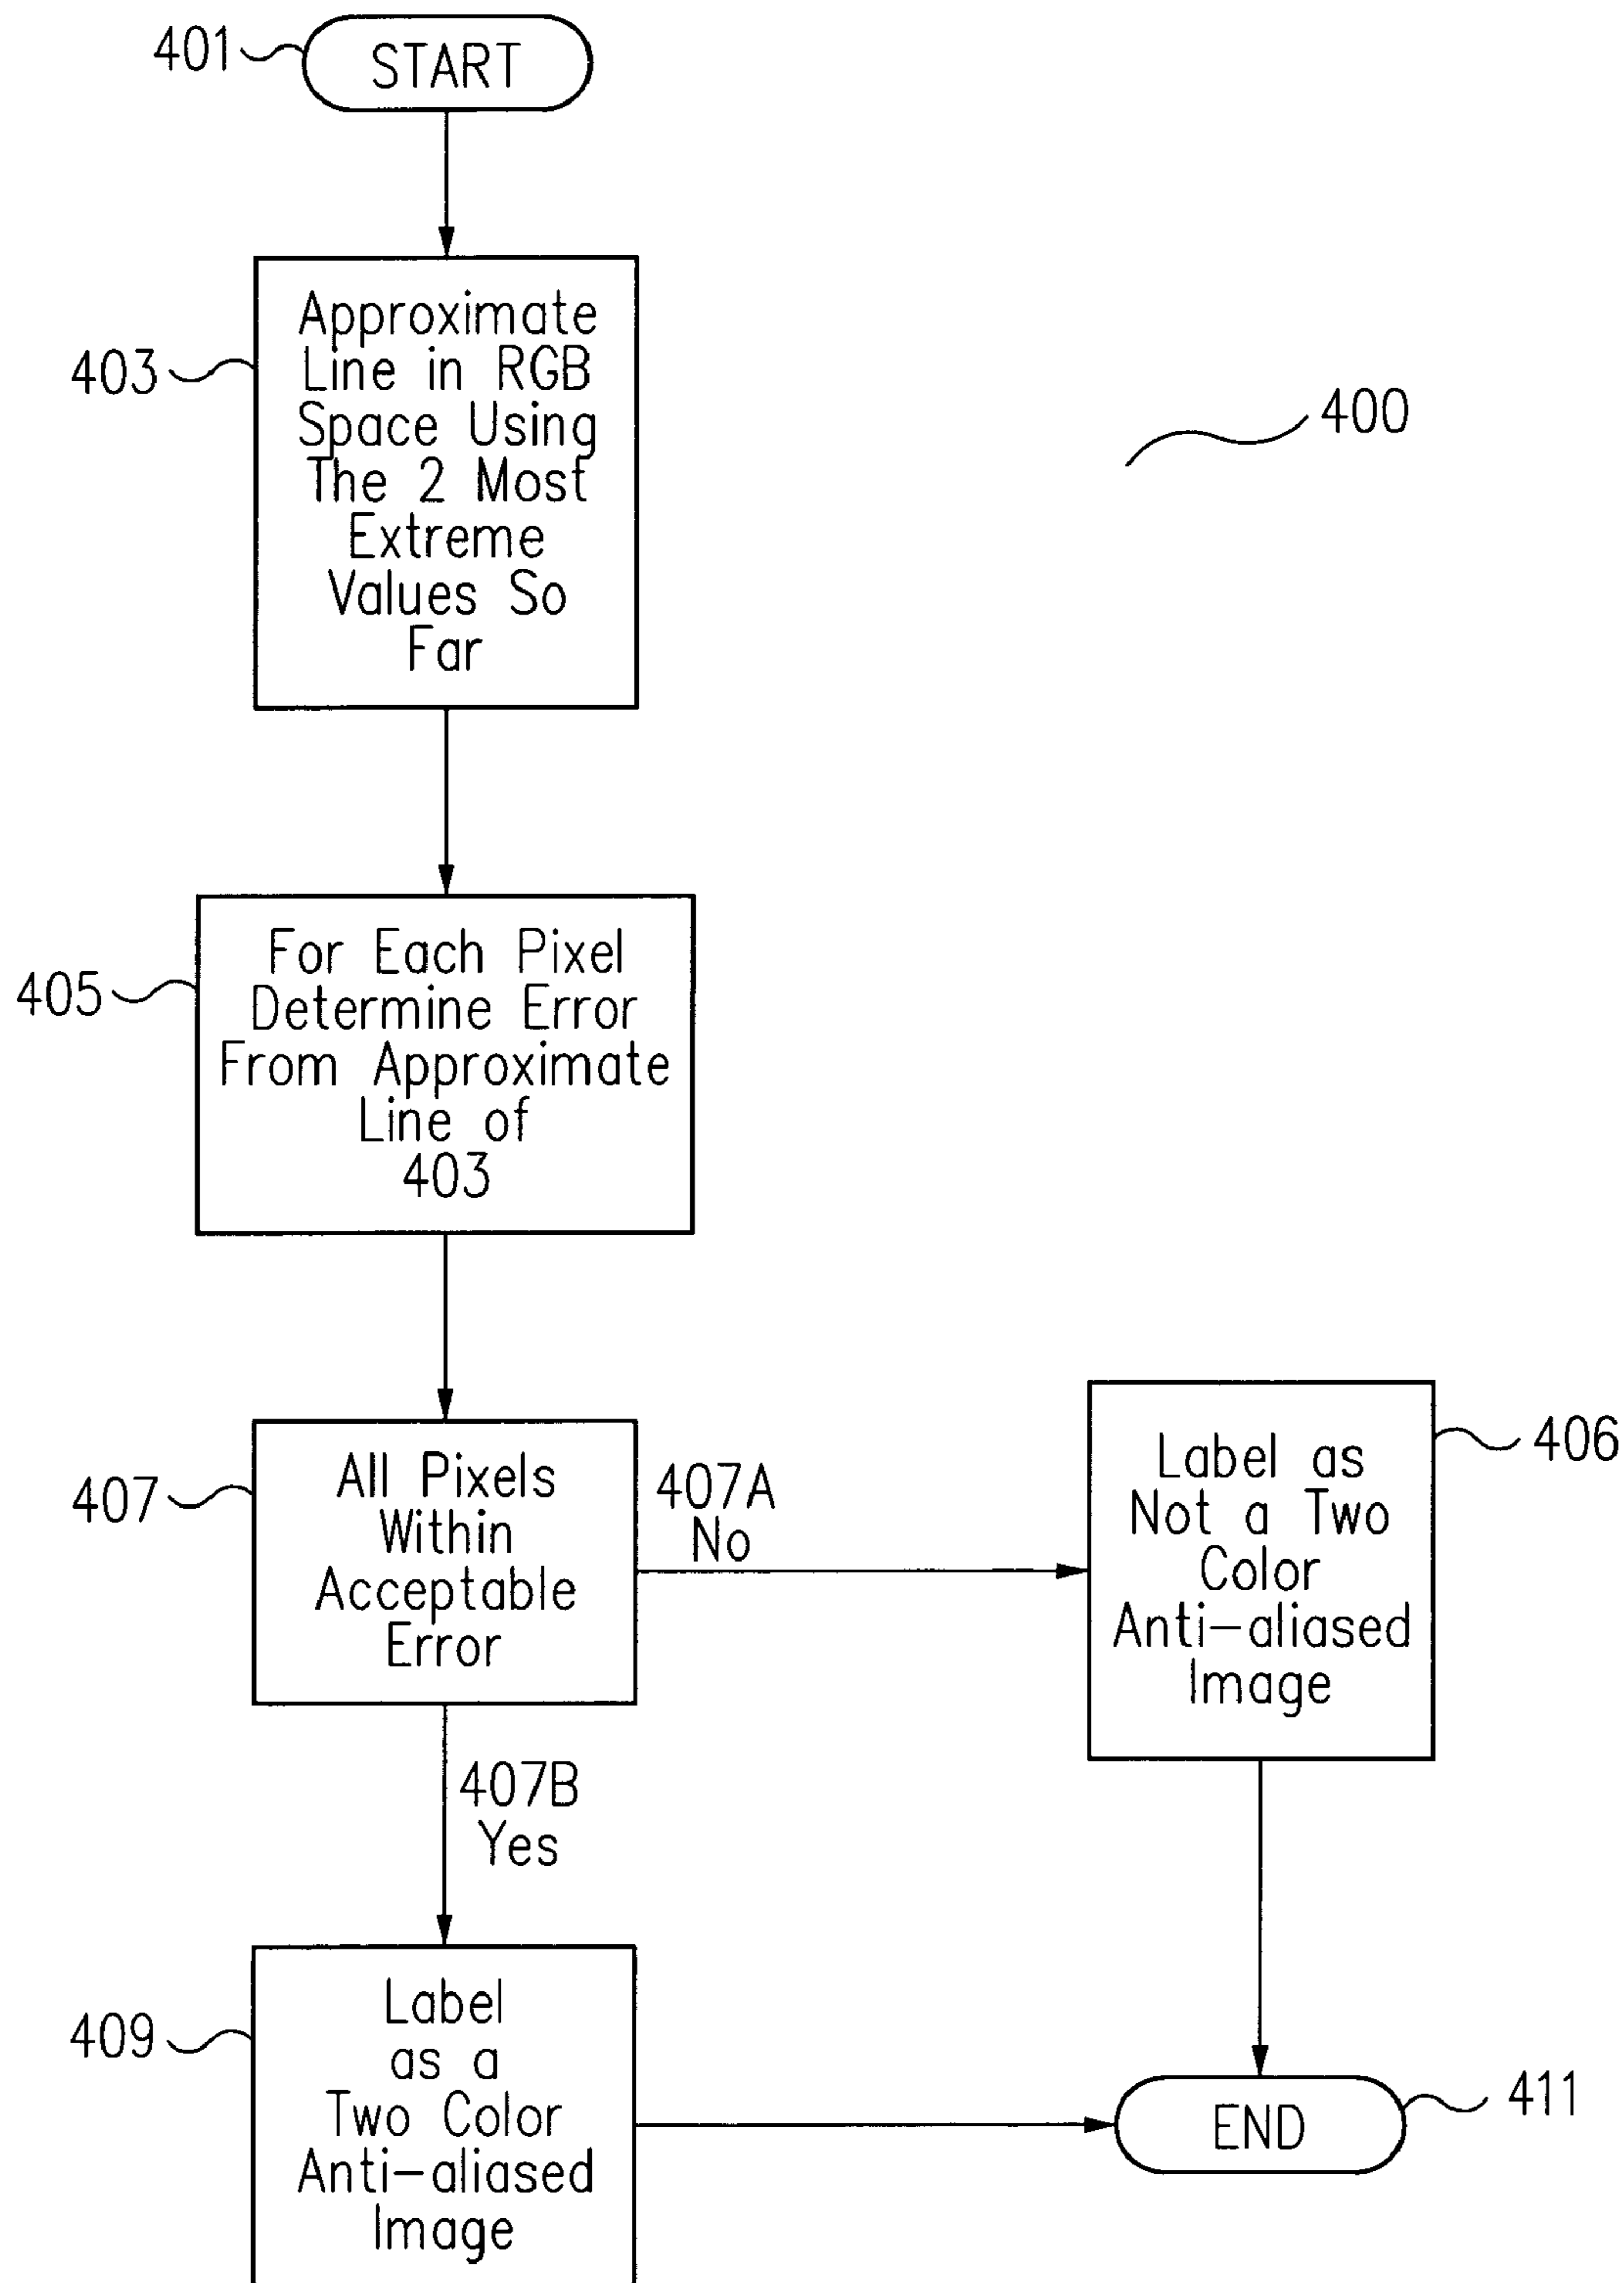 401
START
403
Approximate
Line in RGB
Space Using
The 2 Most
Extreme
Values So
Far
400
405
For Each Pixel
Determine Error
From Approximate
Line of
403
407
All Pixels
Within
Acceptable
Error
407A
No
406
Label as
Not a Two
Color
Anti-aliased
Image
407B
Yes
409
Label
as a
Two Color
Anti-aliased
Image
END
411